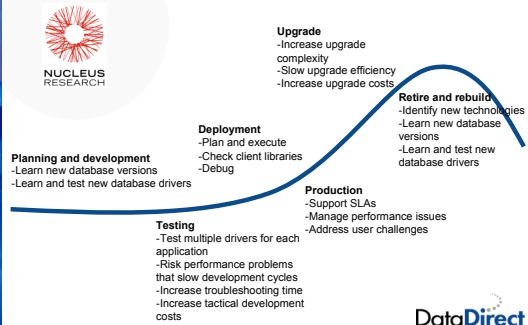 NUCLEUS
RESEARCH
Upgrade
-Increase upgrade
complexity
-Slow upgrade efficiency
-Increase upgrade costs
Retire and rebuild
-Identify new technologies
-Learn new database
versions
-Learn and test new
database drivers
Deployment
-Plan and execute
-Check client libraries
-Debug
Planning and development
-Learn new database versions
-Learn and test new database drivers
Production
-Support SLAs
-Manage performance issues
-Address user challenges
Testing
-Test multiple drivers for each
application
-Risk performance problems
that slow development cycles
-Increase troubleshooting time
-Increase tactical development
costs
DataDirect